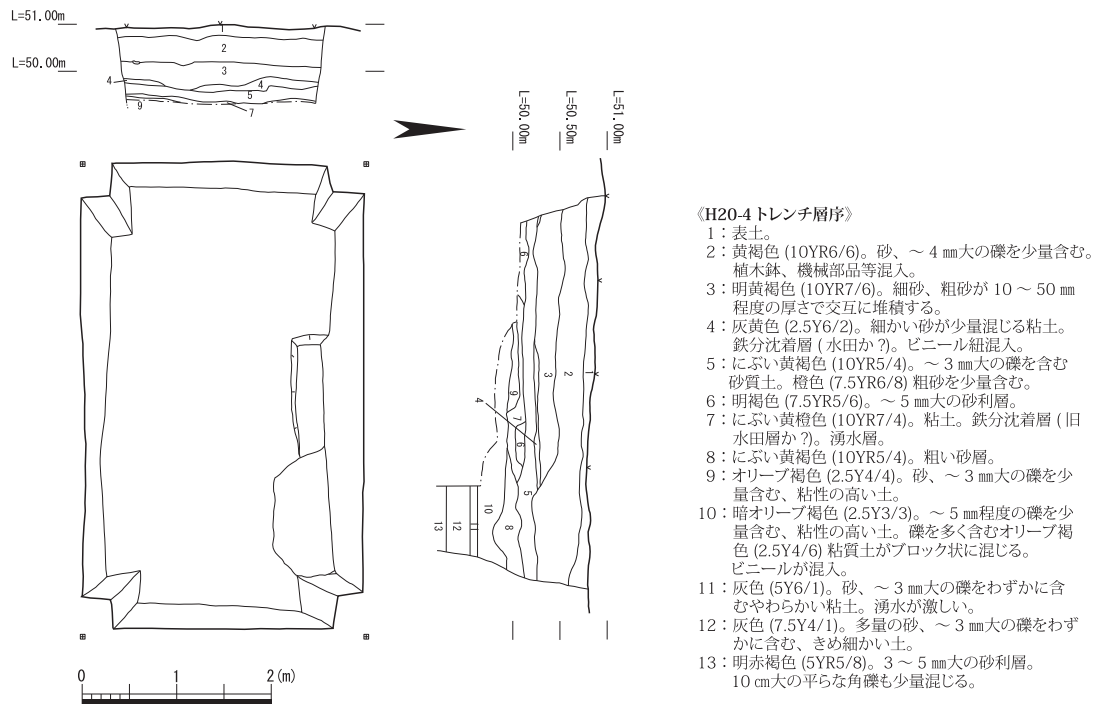 L=51.00m
1
2
L=50.00m
3
4
4
5
9
7
L=50.00m
L=50.50m
L=51.00m
6
9
3
2
1
4
7
6
5
10
8
13
12
0 1 2(m)
《H20-4 トレンチ層序》
1：表土。
2：黄褐色 (10YR6/6)。砂、～ 4 ㎜大の礫を少量含む。
植木鉢、機械部品等混入。
3：明黄褐色 (10YR7/6)。細砂、粗砂が 10 ～ 50 ㎜
程度の厚さで交互に堆積する。
4：灰黄色 (2.5Y6/2)。細かい砂が少量混じる粘土。
鉄分沈着層 ( 水田か ?)。ビニール紐混入。
5：にぶい黄褐色 (10YR5/4)。～ 3 ㎜大の礫を含む
砂質土。橙色 (7.5YR6/8) 粗砂を少量含む。
6：明褐色 (7.5YR5/6)。～ 5 ㎜大の砂利層。
7：にぶい黄橙色 (10YR7/4)。粘土。鉄分沈着層 ( 旧
水田層か ?)。湧水層。
8：にぶい黄褐色 (10YR5/4)。粗い砂層。
9：オリーブ褐色 (2.5Y4/4)。砂、～ 3 ㎜大の礫を少
量含む、粘性の高い土。
10：暗オリーブ褐色 (2.5Y3/3)。～ 5 ㎜程度の礫を少
量含む、粘性の高い土。礫を多く含むオリーブ褐
色 (2.5Y4/6) 粘質土がブロック状に混じる。
ビニールが混入。
11：灰色 (5Y6/1)。砂、～ 3 ㎜大の礫をわずかに含
むやわらかい粘土。湧水が激しい。
12：灰色 (7.5Y4/1)。多量の砂、～ 3 ㎜大の礫をわず
かに含む、きめ細かい土。
13：明赤褐色 (5YR5/8)。3 ～ 5 ㎜大の砂利層。
10 ㎝大の平らな角礫も少量混じる。